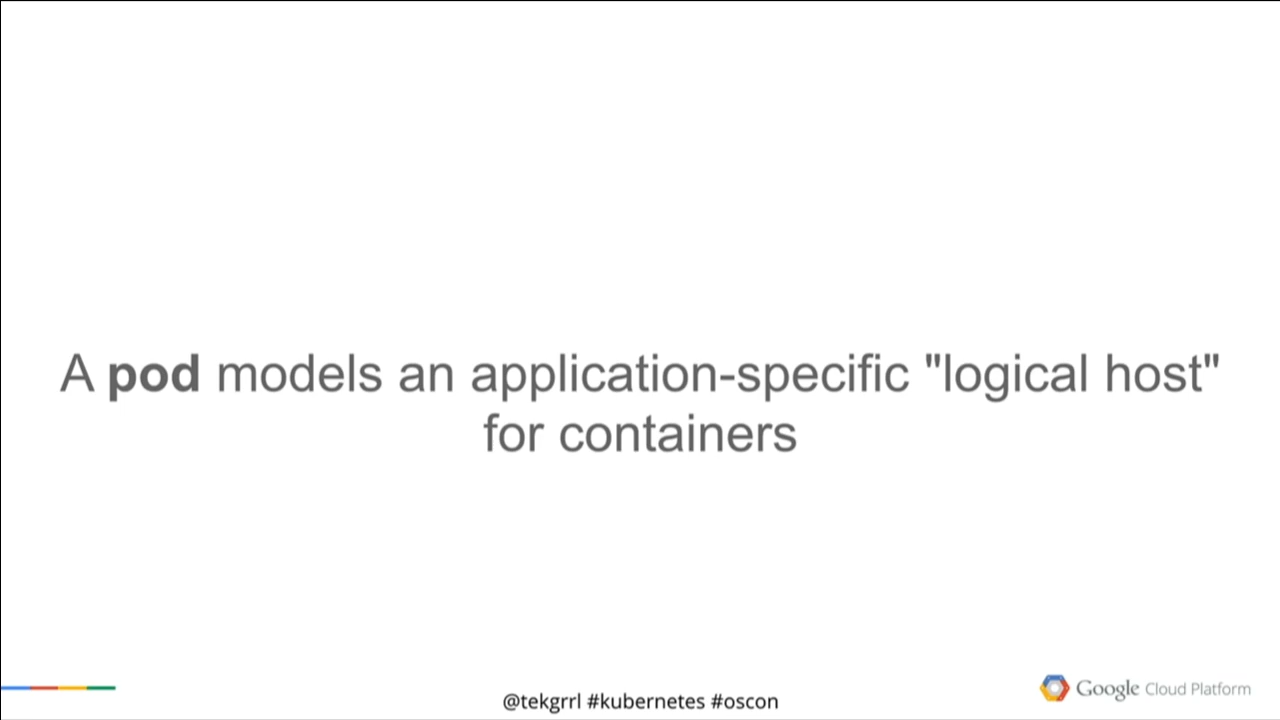 A pod models an application-specific "logical host"
for containers
@tekgrrl #kubernetes #oscon
Google Cloud Platform